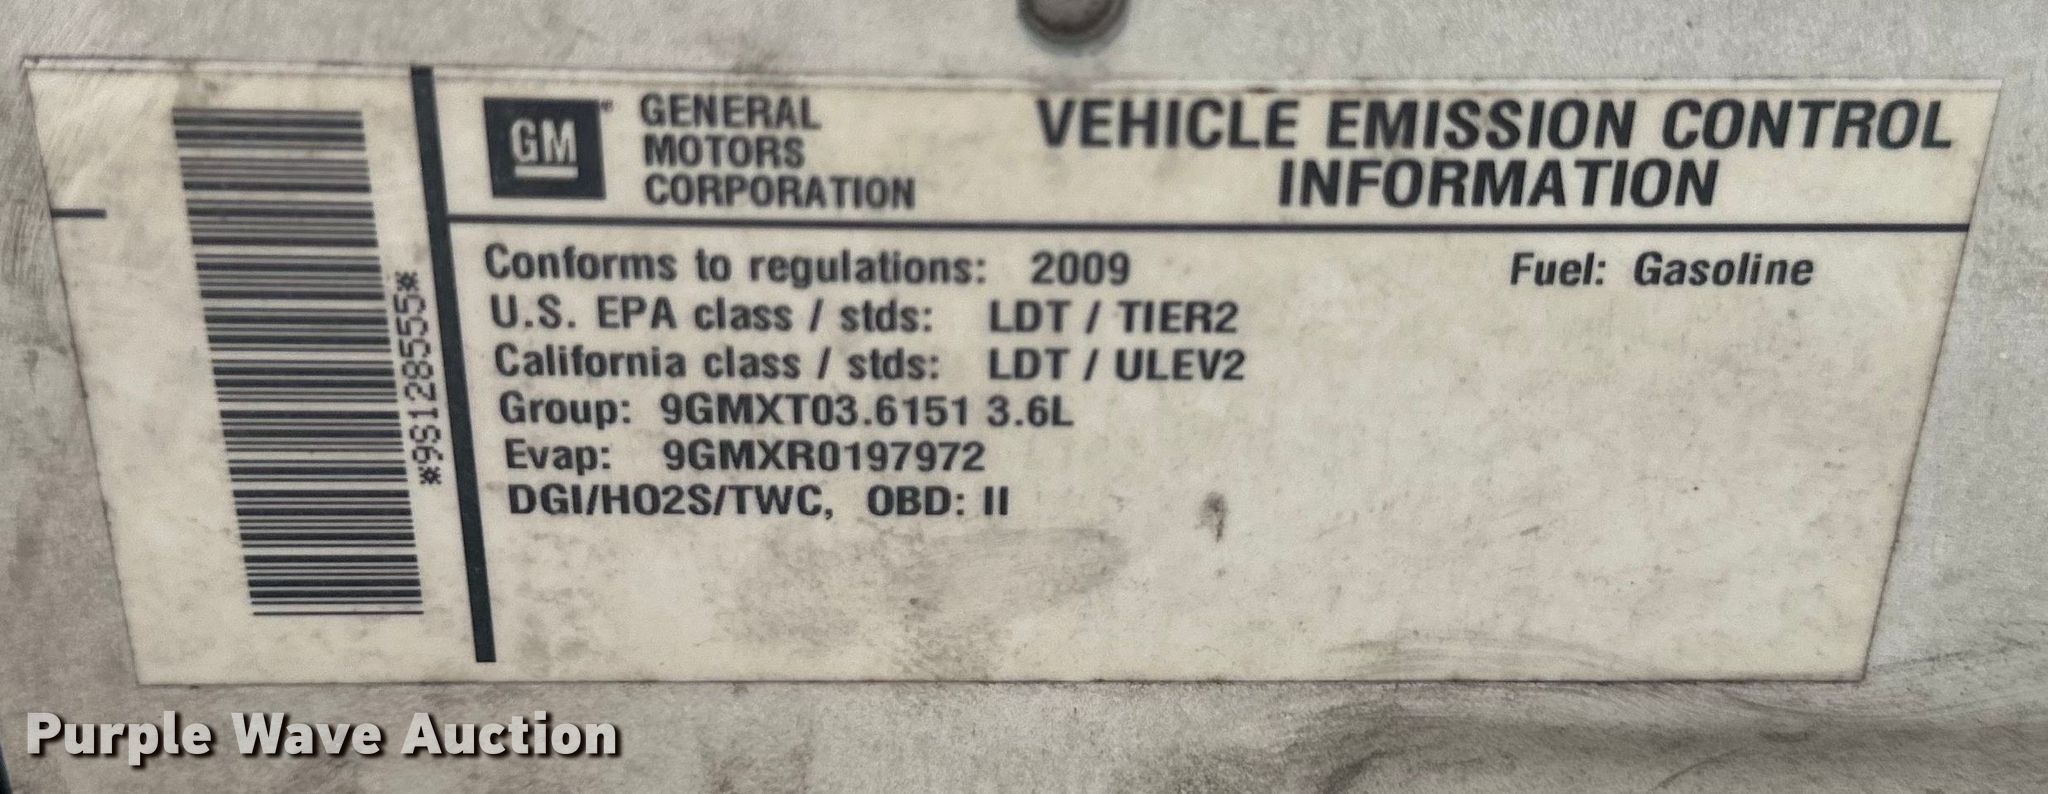 GM GENERAL MOTORS CORPORATION
VEHICLE EMISSION CONTROL
INFORMATION
Conforms to regulations: 2009 Fuel: Gasoline
U.S. EPA class / stds: LDT / TIER2
California class / stds: LDT / ULEV2
Group: 9GMXT03.6151 3.6L
Evap: 9GMXR0197972
DGI/HO2S/TWC, OBD: II
*9S128555*
Purple Wave Auction